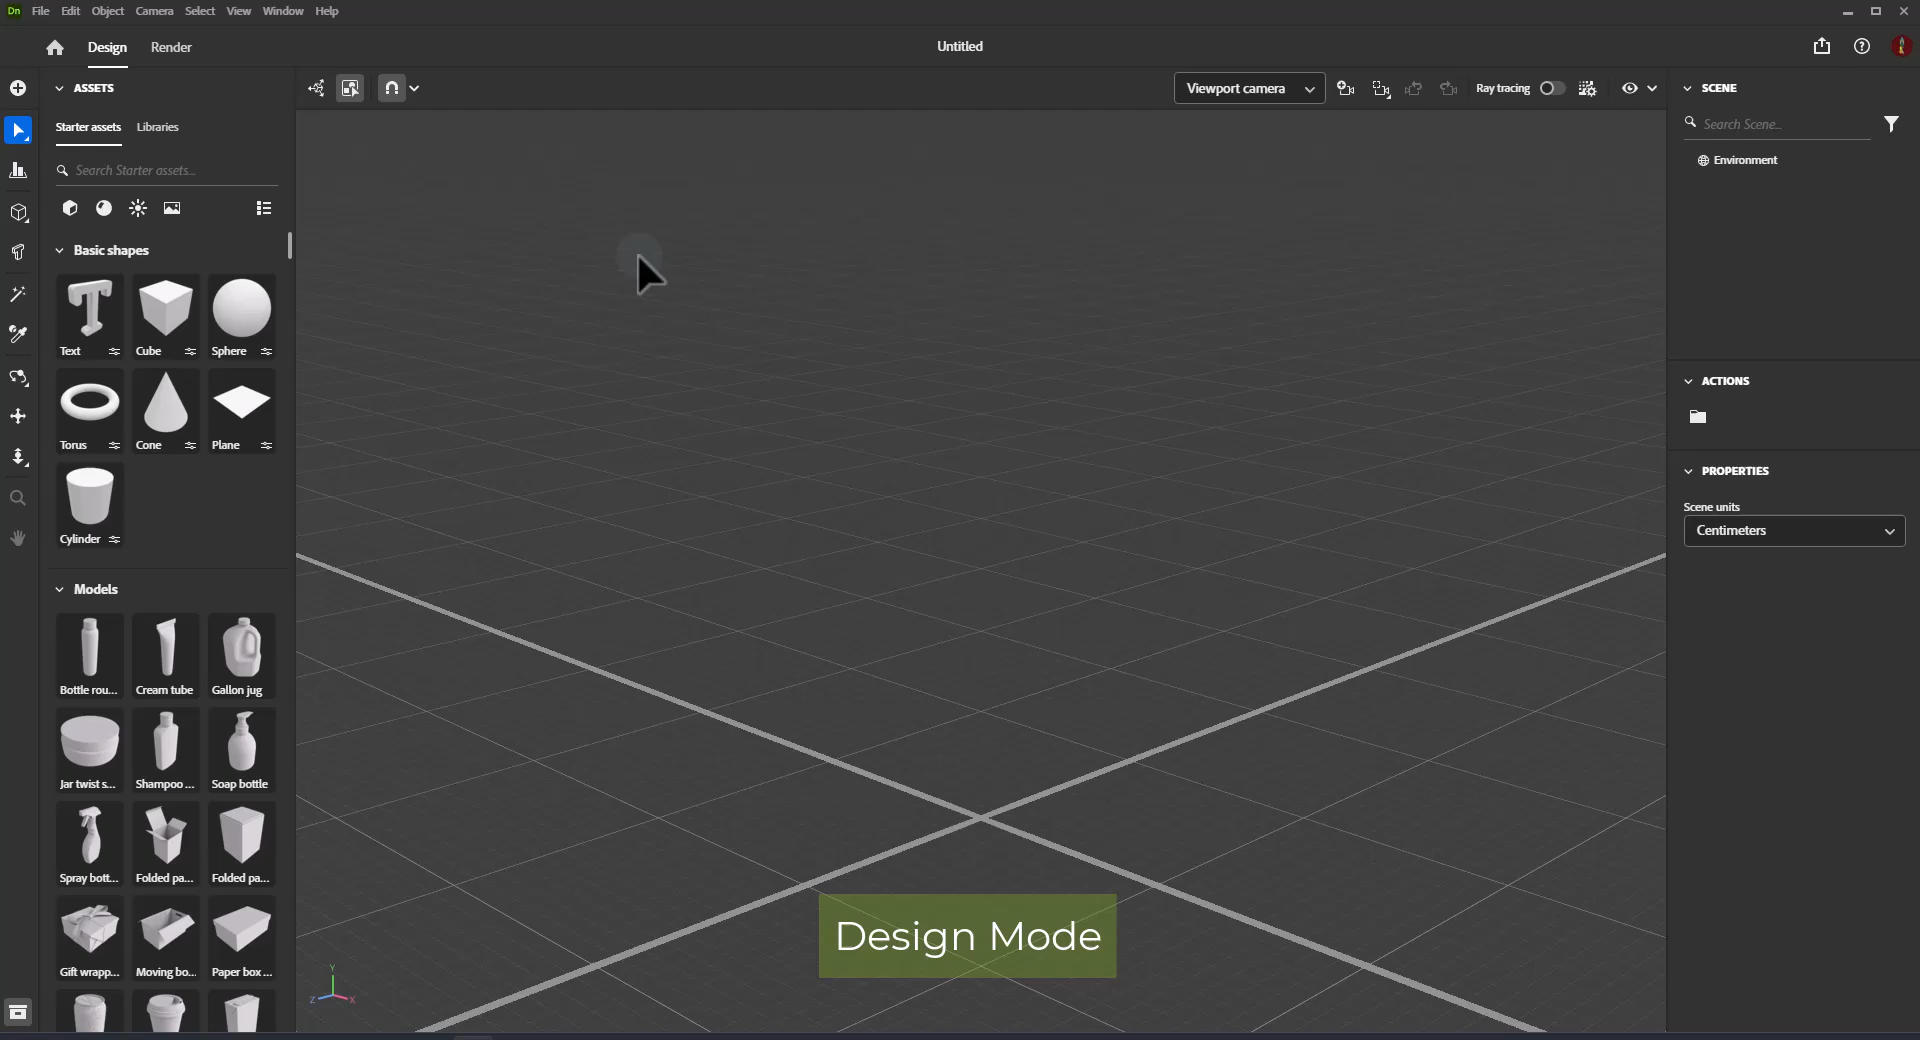 Dn File Edit Object Camera Select View Window Help
Design Render
Untitled
ASSETS
Starter assets Libraries
Search Starter assets...
Basic shapes
Text Cube Sphere
Torus Cone Plane
Cylinder
Models
Bottle rou... Cream tube Gallon jug
Jar twist s... Shampoo ... Soap bottle
Spray bott... Folded pa... Folded pa...
Gift wrapp... Moving bo... Paper box ...
Viewport camera
Ray tracing
Y
Z X
Design Mode
SCENE
Search Scene...
Environment
ACTIONS
PROPERTIES
Scene units
Centimeters